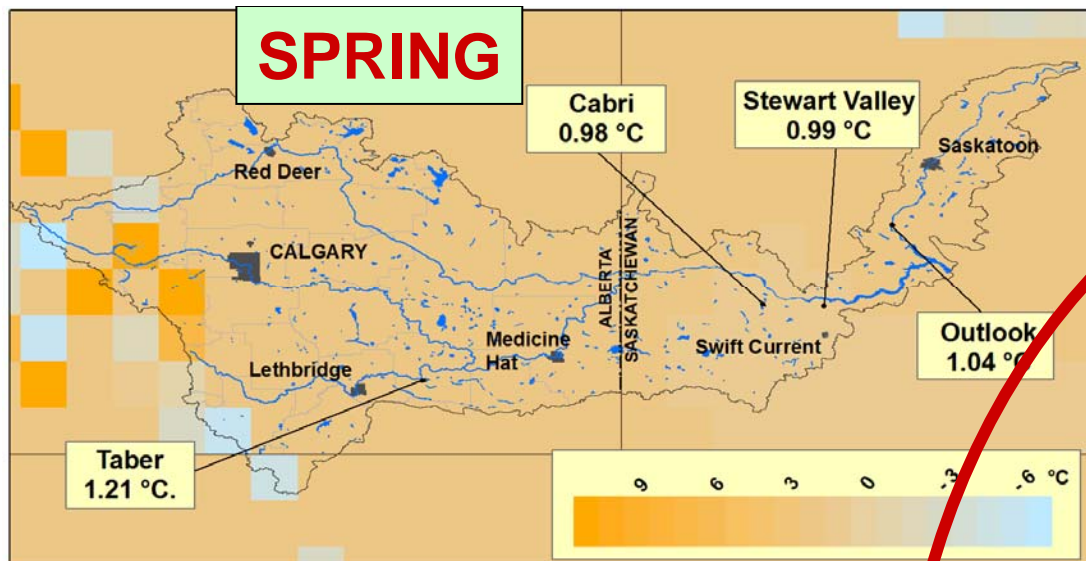 SPRING
Cabri
0.98 °C
Stewart Valley
0.99 °C
Saskatoon
Red Deer
CALGARY
ALBERTA
SASKATCHEWAN
Medicine
Hat
Swift Current
Outlook
1.04 °C
Lethbridge
Taber
1.21 °C.
9 6 3 0 -3 -6 °C